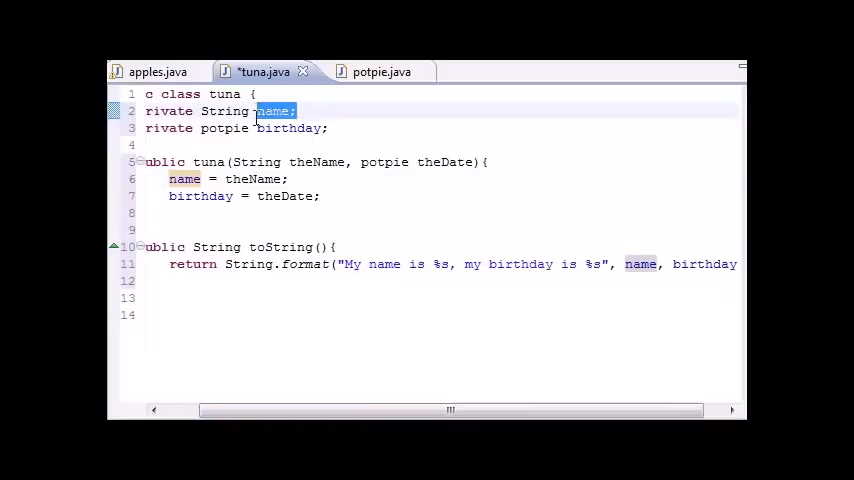 apples.java *tuna.java potpie.java
1 c class tuna {
2 rivate String name;
3 rivate potpie birthday;
4
5 ublic tuna(String theName, potpie theDate){
6 name = theName;
7 birthday = theDate;
8
9
10 ublic String toString(){
11 return String.format("My name is %s, my birthday is %s", name, birthday
12
13
14